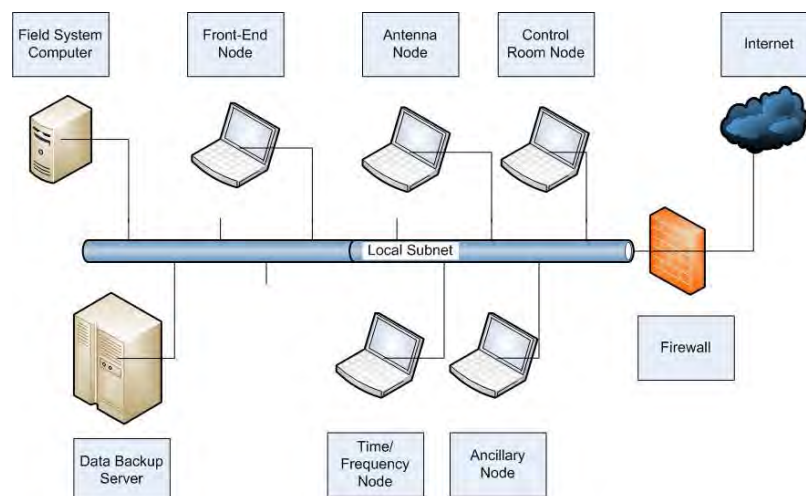 Field System
Computer
Front-End
Node
Antenna
Node
Control
Room Node
Internet
Local Subnet
Firewall
Data Backup
Server
Time/
Frequency
Node
Ancillary
Node